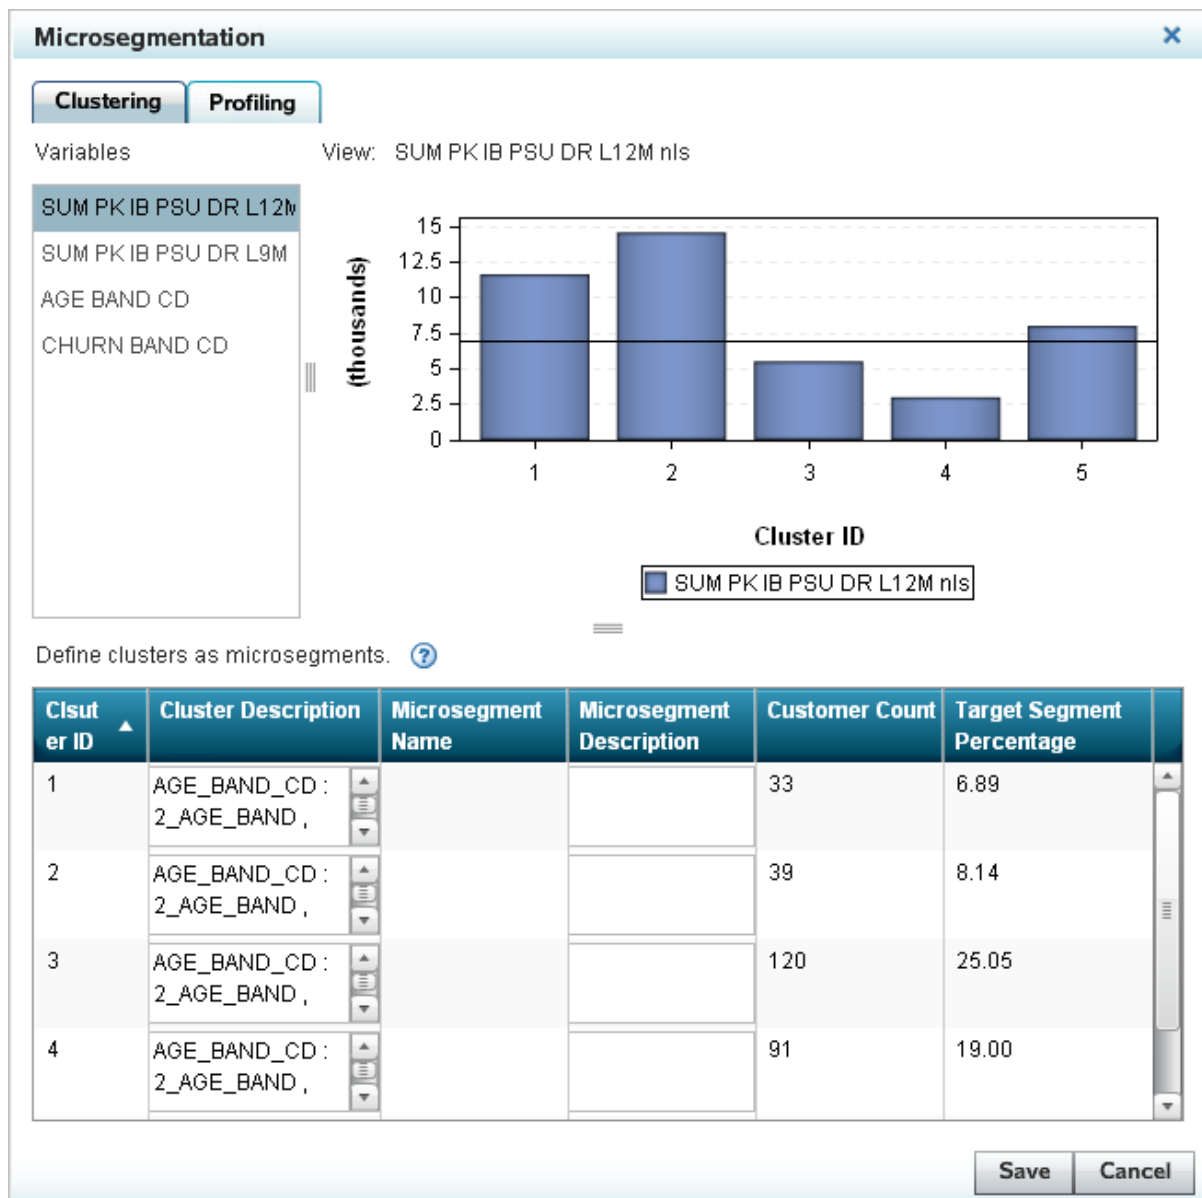 Microsegmentation
Clustering Profiling
Variables View: SUM PK IB PSU DR L12M nls
SUM PK IB PSU DR L12M
SUM PK IB PSU DR L9M
AGE BAND CD
CHURN BAND CD
(thousands)
15
12.5
10
7.5
5
2.5
0
1 2 3 4 5
Cluster ID
SUM PK IB PSU DR L12M nls
Define clusters as microsegments. ?
Clsut
er ID
Cluster Description
Microsegment
Name
Microsegment
Description
Customer Count
Target Segment
Percentage
1 AGE_BAND_CD : 33 6.89
2_AGE_BAND ,
2 AGE_BAND_CD : 39 8.14
2_AGE_BAND ,
3 AGE_BAND_CD : 120 25.05
2_AGE_BAND ,
4 AGE_BAND_CD : 91 19.00
2_AGE_BAND ,
Save Cancel